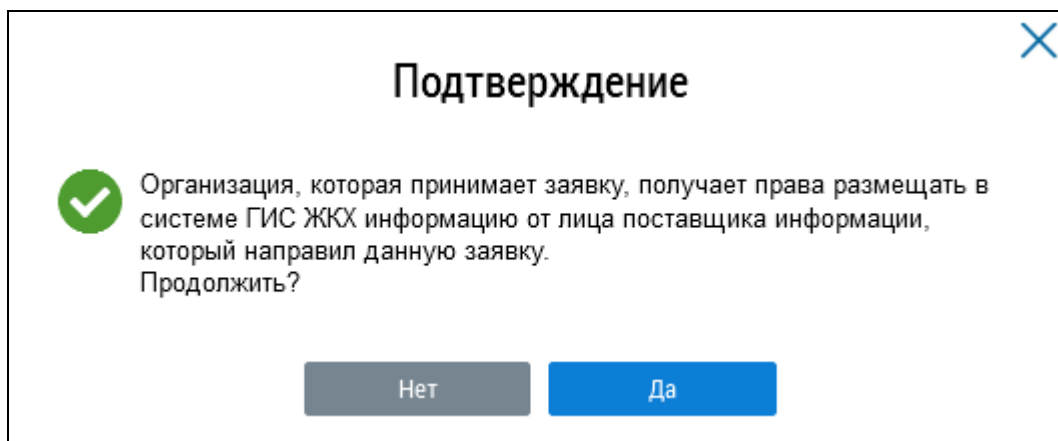 Подтверждение
Организация, которая принимает заявку, получает права размещать в
системе ГИС ЖКХ информацию от лица поставщика информации,
который направил данную заявку.
Продолжить?
Нет
Да